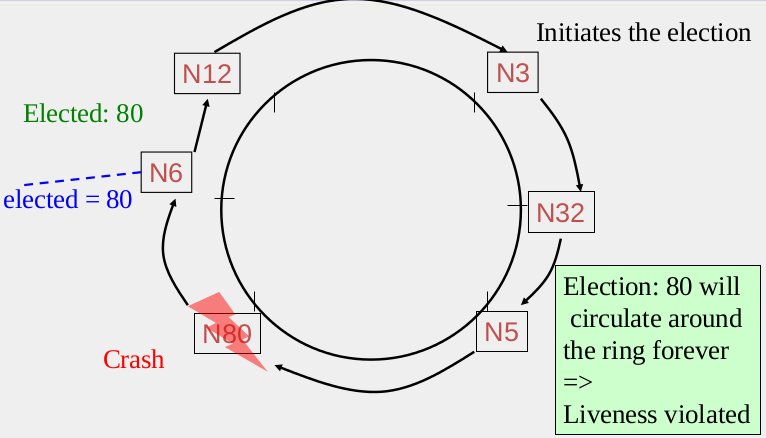 Initiates the election
N12
N3
Elected: 80
N6
elected = 80
N32
Election: 80 will
circulate around
the ring forever
=>
Liveness violated
N80
N5
Crash